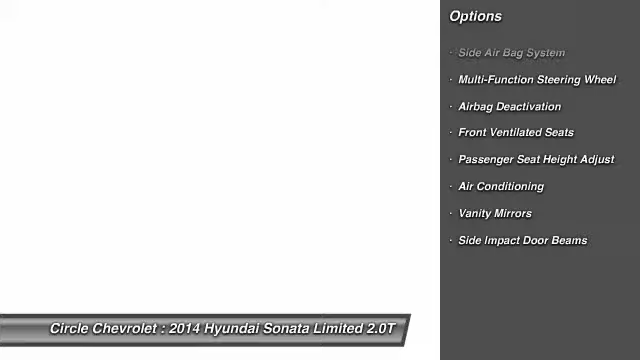 Options
· Side Air Bag System
· Multi-Function Steering Wheel
· Airbag Deactivation
· Front Ventilated Seats
· Passenger Seat Height Adjust
· Air Conditioning
· Vanity Mirrors
· Side Impact Door Beams
Circle Chevrolet : 2014 Hyundai Sonata Limited 2.0T